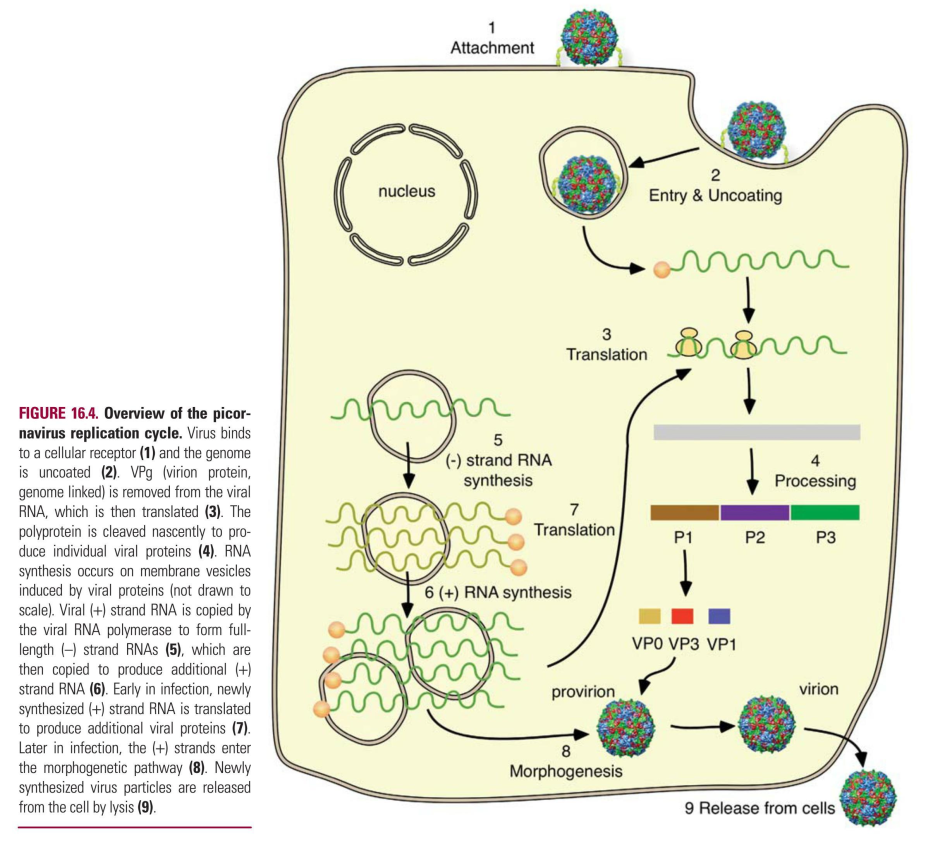 1
Attachment
nucleus
2
Entry & Uncoating
3
Translation
4
Processing
P1 P2 P3
5
(-) strand RNA
synthesis
7
Translation
6 (+) RNA synthesis
VP0 VP3 VP1
provirion
virion
8
Morphogenesis
9 Release from cells
FIGURE 16.4. Overview of the picor-
navirus replication cycle. Virus binds
to a cellular receptor (1) and the genome
is uncoated (2). VPg (virion protein,
genome linked) is removed from the viral
RNA, which is then translated (3). The
polyprotein is cleaved nascently to pro-
duce individual viral proteins (4). RNA
synthesis occurs on membrane vesicles
induced by viral proteins (not drawn to
scale). Viral (+) strand RNA is copied by
the viral RNA polymerase to form full-
length (–) strand RNAs (5), which are
then copied to produce additional (+)
strand RNA (6). Early in infection, newly
synthesized (+) strand RNA is translated
to produce additional viral proteins (7).
Later in infection, the (+) strands enter
the morphogenetic pathway (8). Newly
synthesized virus particles are released
from the cell by lysis (9).